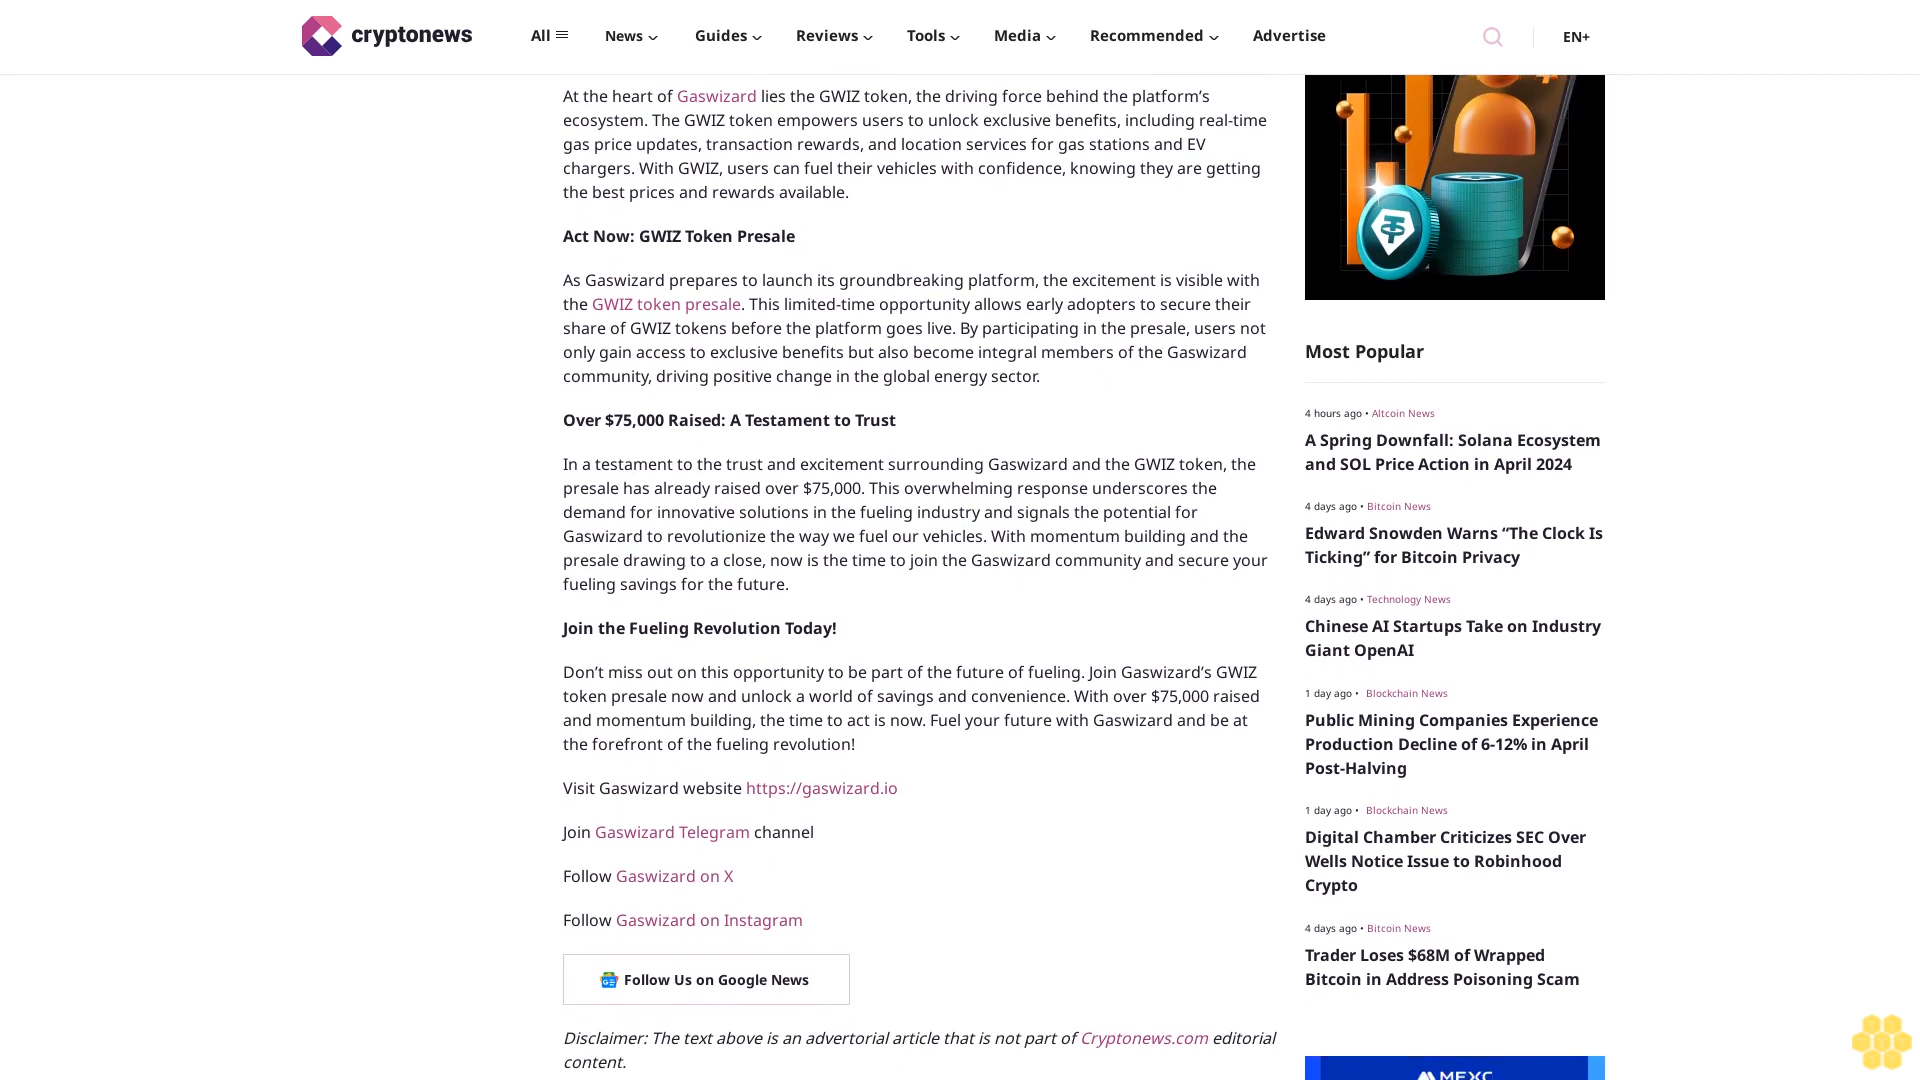 cryptonews
All
News
Guides
Reviews
Tools
Media
Recommended
Advertise
EN+
At the heart of Gaswizard lies the GWIZ token, the driving force behind the platform’s
ecosystem. The GWIZ token empowers users to unlock exclusive benefits, including real-time
gas price updates, transaction rewards, and location services for gas stations and EV
chargers. With GWIZ, users can fuel their vehicles with confidence, knowing they are getting
the best prices and rewards available.
Act Now: GWIZ Token Presale
As Gaswizard prepares to launch its groundbreaking platform, the excitement is visible with
the GWIZ token presale. This limited-time opportunity allows early adopters to secure their
share of GWIZ tokens before the platform goes live. By participating in the presale, users not
only gain access to exclusive benefits but also become integral members of the Gaswizard
community, driving positive change in the global energy sector.
Over $75,000 Raised: A Testament to Trust
In a testament to the trust and excitement surrounding Gaswizard and the GWIZ token, the
presale has already raised over $75,000. This overwhelming response underscores the
demand for innovative solutions in the fueling industry and signals the potential for
Gaswizard to revolutionize the way we fuel our vehicles. With momentum building and the
presale drawing to a close, now is the time to join the Gaswizard community and secure your
fueling savings for the future.
Join the Fueling Revolution Today!
Don’t miss out on this opportunity to be part of the future of fueling. Join Gaswizard’s GWIZ
token presale now and unlock a world of savings and convenience. With over $75,000 raised
and momentum building, the time to act is now. Fuel your future with Gaswizard and be at
the forefront of the fueling revolution!
Visit Gaswizard website https://gaswizard.io
Join Gaswizard Telegram channel
Follow Gaswizard on X
Follow Gaswizard on Instagram
Follow Us on Google News
Disclaimer: The text above is an advertorial article that is not part of Cryptonews.com editorial
content.
Most Popular
4 hours ago • Altcoin News
A Spring Downfall: Solana Ecosystem
and SOL Price Action in April 2024
4 days ago • Bitcoin News
Edward Snowden Warns “The Clock Is
Ticking” for Bitcoin Privacy
4 days ago • Technology News
Chinese AI Startups Take on Industry
Giant OpenAI
1 day ago • Blockchain News
Public Mining Companies Experience
Production Decline of 6-12% in April
Post-Halving
1 day ago • Blockchain News
Digital Chamber Criticizes SEC Over
Wells Notice Issue to Robinhood
Crypto
4 days ago • Bitcoin News
Trader Loses $68M of Wrapped
Bitcoin in Address Poisoning Scam
MEXC